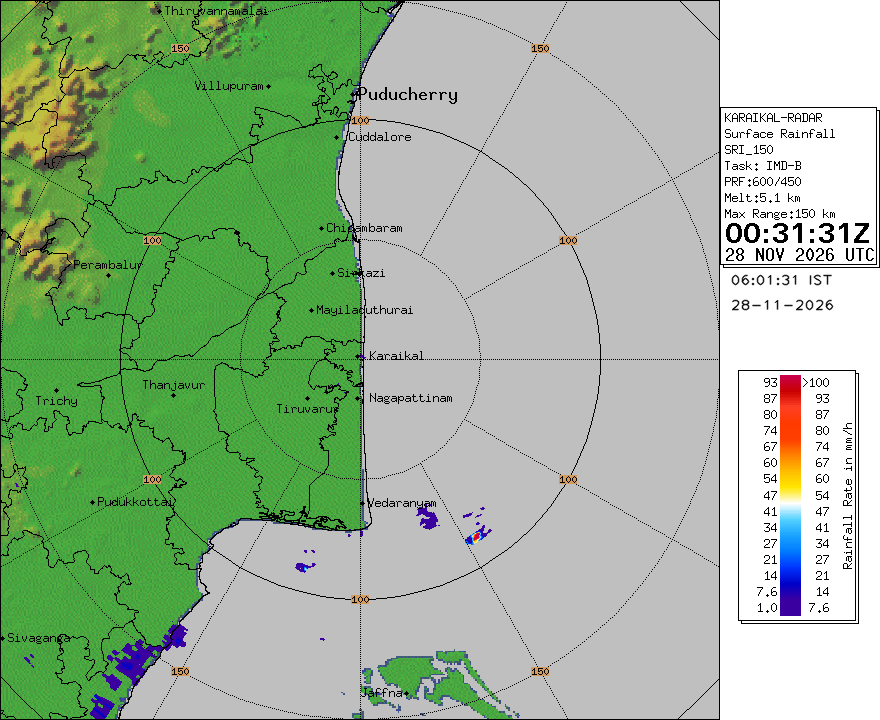 Thiruvannamalai
150
150
Villupuram
Puducherry
100
Cuddalore
Chidambaram
100
100
Perambalur
Sirkazi
Mayiladuthurai
Karaikal
Thanjavur
Trichy
Tiruvarur
Nagapattinam
100
100
Pudukkottai
Vedaranyam
100
Sivaganga
150
150
Jaffna
KARAIKAL-RADAR
Surface Rainfall
SRI_150
Task: IMD-B
PRF:600/450
Melt:5.1 km
Max Range:150 km
00:31:31Z
28 NOV 2026 UTC
06:01:31 IST
28-11-2026
93 >100
87 93
80 87
74 80
67 74
60 67
54 60
47 54
41 47
34 41
27 34
21 27
14 21
7.6 14
1.0 7.6
Rainfall Rate in mm/h